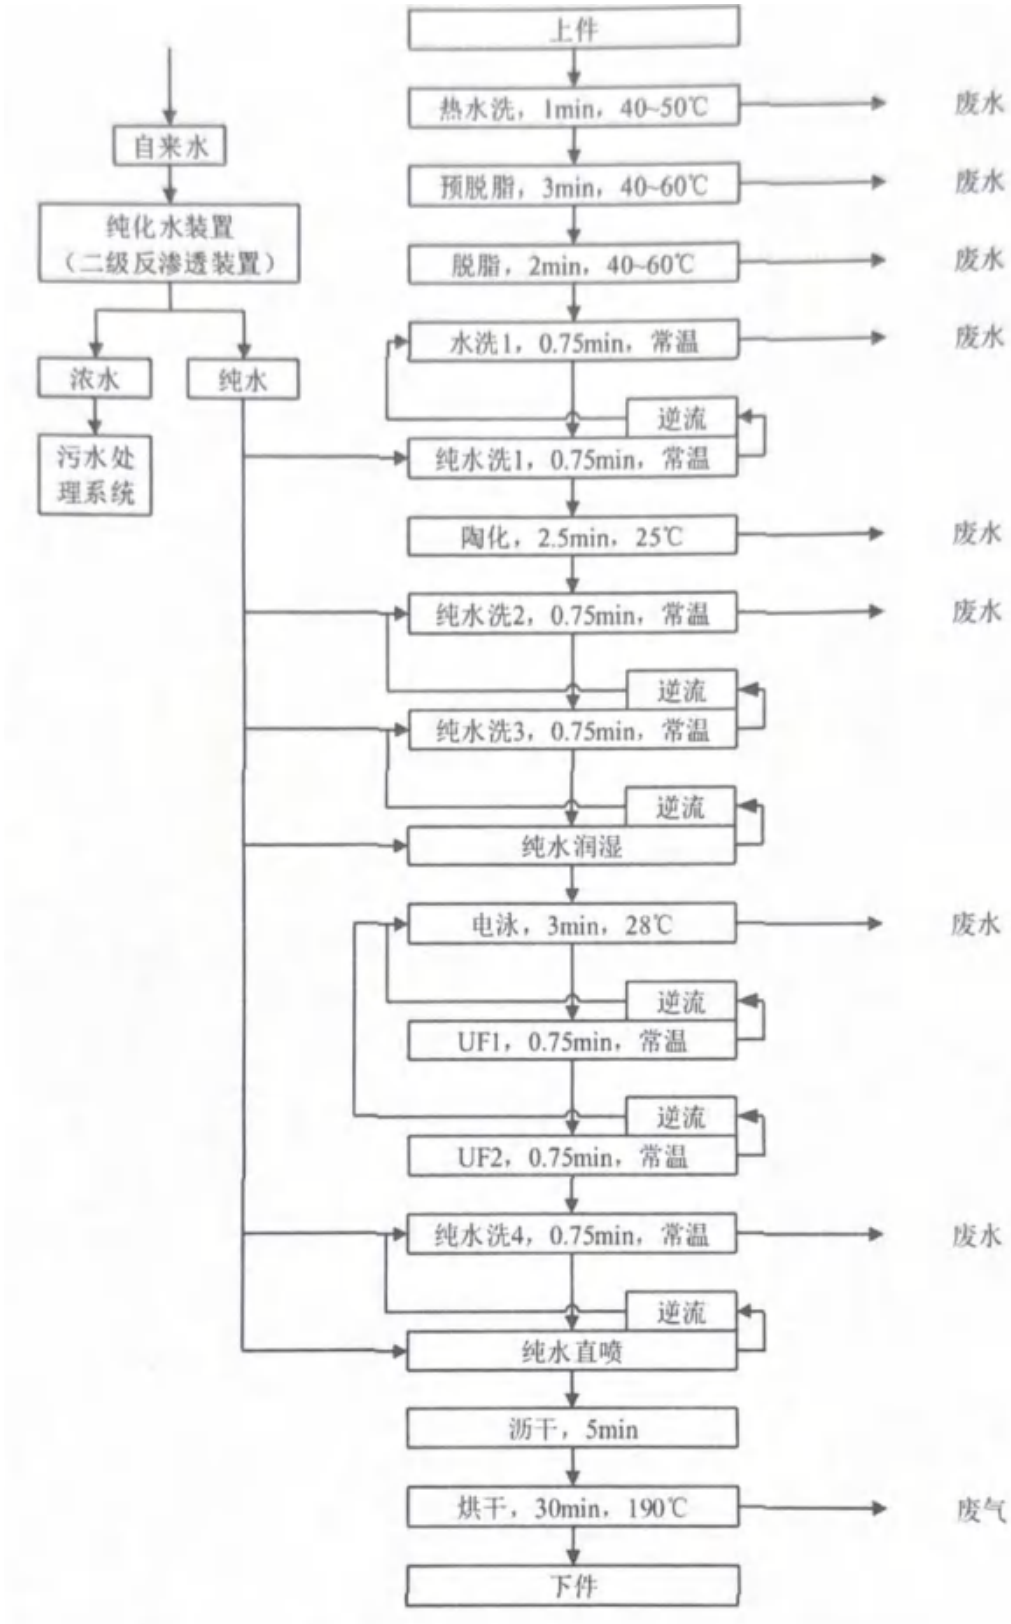 上件
热水洗，1min，40~50℃
废水
自来水
预脱脂，3min，40~60℃
废水
纯化水装置
（二级反渗透装置）
脱脂，2min，40~60℃
废水
水洗1，0.75min，常温
废水
浓水
纯水
逆流
污水处
理系统
纯水洗1，0.75min，常温
陶化，2.5min，25℃
废水
纯水洗2，0.75min，常温
废水
逆流
纯水洗3，0.75min，常温
逆流
纯水润湿
电泳，3min，28℃
废水
逆流
UF1，0.75min，常温
逆流
UF2，0.75min，常温
纯水洗4，0.75min，常温
废水
逆流
纯水直喷
沥干，5min
烘干，30min，190℃
废气
下件